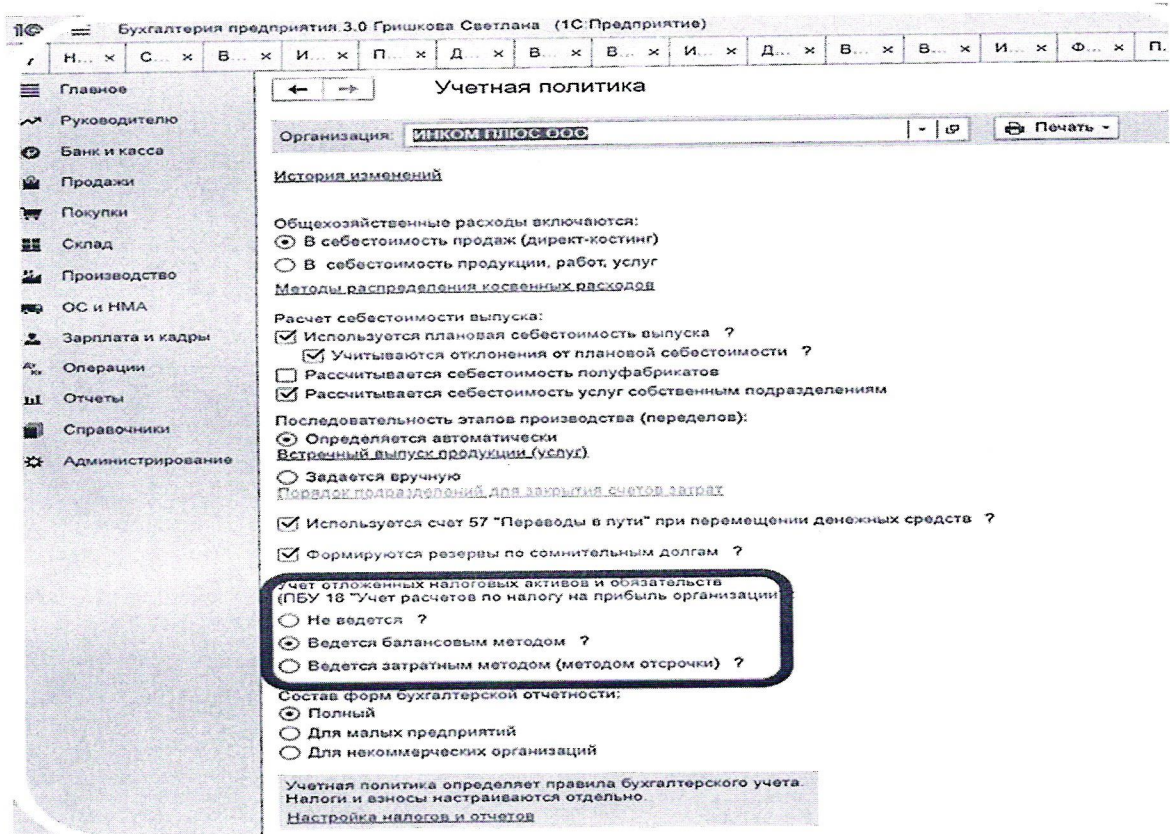 1С Бухгалтерия предприятия 3.0 Гришкова Светлана (1С:Предприятие)
Н... × С... × В... × И... × П... × Д... × В... × В... × И... × Д... × В... × В... × И... × Ф... × П.
Главное
Руководителю
Банк и касса
Продажи
Покупки
Склад
Производство
ОС и НМА
Зарплата и кадры
Операции
Отчеты
Справочники
Администрирование
Учетная политика
Организация: ИНКОМ ПЛЮС ООО Печать
История изменений
Общехозяйственные расходы включаются:
В себестоимость продаж (директ-костинг)
В себестоимость продукции, работ, услуг
Методы распределения косвенных расходов
Расчет себестоимости выпуска:
Используется плановая себестоимость выпуска ?
Учитываются отклонения от плановой себестоимости ?
Рассчитывается себестоимость полуфабрикатов
Рассчитывается себестоимость услуг собственным подразделениям
Последовательность этапов производства (переделов):
Определяется автоматически
Встречный выпуск продукции (услуг)
Задается вручную
Порядок подразделений для закрытия счетов затрат
Используется счет 57 "Переводы в пути" при перемещении денежных средств ?
Формируются резервы по сомнительным долгам ?
Учет отложенных налоговых активов и обязательств
(ПБУ 18 "Учет расчетов по налогу на прибыль организации"
Не ведется ?
Ведется балансовым методом ?
Ведется затратным методом (методом отсрочки) ?
Состав форм бухгалтерской отчетности:
Полный
Для малых предприятий
Для некоммерческих организаций
Учетная политика определяет правила бухгалтерского учета.
Налоги и взносы настраиваются отдельно.
Настройка налогов и отчетов